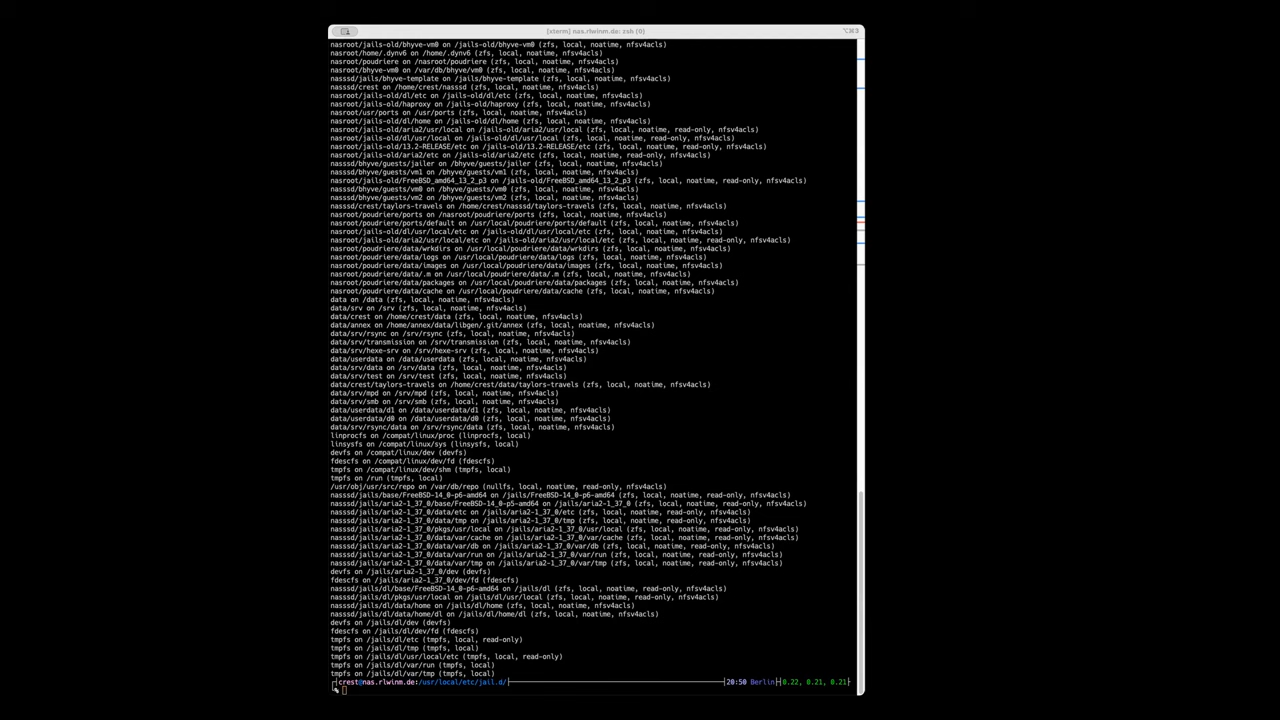 [xterm] nas.rlwinm.de: zsh (0)
⌥⌘3
nasroot/jails-old/bhyve-vm0 on /jails-old/bhyve-vm0 (zfs, local, noatime, nfsv4acls)
nasroot/home/.dynv6 on /home/.dynv6 (zfs, local, noatime, nfsv4acls)
nasroot/poudriere on /nasroot/poudriere (zfs, local, noatime, nfsv4acls)
nasroot/bhyve-vm0 on /var/db/bhyve/vm0 (zfs, local, noatime, nfsv4acls)
nasssd/jails/bhyve-template on /jails/bhyve-template (zfs, local, noatime, nfsv4acls)
nasssd/crest on /home/crest/nasssd (zfs, local, noatime, nfsv4acls)
nasroot/jails-old/dl/etc on /jails-old/dl/etc (zfs, local, noatime, nfsv4acls)
nasroot/jails-old/haproxy on /jails-old/haproxy (zfs, local, noatime, nfsv4acls)
nasroot/usr/ports on /usr/ports (zfs, local, noatime, nfsv4acls)
nasroot/jails-old/dl/home on /jails-old/dl/home (zfs, local, noatime, nfsv4acls)
nasroot/jails-old/aria2/usr/local on /jails-old/aria2/usr/local (zfs, local, noatime, read-only, nfsv4acls)
nasroot/jails-old/dl/usr/local on /jails-old/dl/usr/local (zfs, local, noatime, read-only, nfsv4acls)
nasroot/jails-old/13.2-RELEASE/etc on /jails-old/13.2-RELEASE/etc (zfs, local, noatime, read-only, nfsv4acls)
nasroot/jails-old/aria2/etc on /jails-old/aria2/etc (zfs, local, noatime, read-only, nfsv4acls)
nasssd/bhyve/guests/jailer on /bhyve/guests/jailer (zfs, local, noatime, nfsv4acls)
nasssd/bhyve/guests/vm1 on /bhyve/guests/vm1 (zfs, local, noatime, nfsv4acls)
nasroot/jails-old/FreeBSD_amd64_13_2_p3 on /jails-old/FreeBSD_amd64_13_2_p3 (zfs, local, noatime, read-only, nfsv4acls)
nasssd/bhyve/guests/vm0 on /bhyve/guests/vm0 (zfs, local, noatime, nfsv4acls)
nasssd/bhyve/guests/vm2 on /bhyve/guests/vm2 (zfs, local, noatime, nfsv4acls)
nasssd/crest/taylors-travels on /home/crest/nasssd/taylors-travels (zfs, local, noatime, nfsv4acls)
nasroot/poudriere/ports on /nasroot/poudriere/ports (zfs, local, noatime, nfsv4acls)
nasroot/poudriere/ports/default on /usr/local/poudriere/ports/default (zfs, local, noatime, nfsv4acls)
nasroot/jails-old/dl/usr/local/etc on /jails-old/dl/usr/local/etc (zfs, local, noatime, nfsv4acls)
nasroot/jails-old/aria2/usr/local/etc on /jails-old/aria2/usr/local/etc (zfs, local, noatime, read-only, nfsv4acls)
nasroot/poudriere/data/wrkdirs on /usr/local/poudriere/data/wrkdirs (zfs, local, noatime, nfsv4acls)
nasroot/poudriere/data/logs on /usr/local/poudriere/data/logs (zfs, local, noatime, nfsv4acls)
nasroot/poudriere/data/images on /usr/local/poudriere/data/images (zfs, local, noatime, nfsv4acls)
nasroot/poudriere/data/.m on /usr/local/poudriere/data/.m (zfs, local, noatime, nfsv4acls)
nasroot/poudriere/data/packages on /usr/local/poudriere/data/packages (zfs, local, noatime, nfsv4acls)
nasroot/poudriere/data/cache on /usr/local/poudriere/data/cache (zfs, local, noatime, nfsv4acls)
data on /data (zfs, local, noatime, nfsv4acls)
data/srv on /srv (zfs, local, noatime, nfsv4acls)
data/crest on /home/crest/data (zfs, local, noatime, nfsv4acls)
data/annex on /home/annex/data/libgen/.git/annex (zfs, local, noatime, nfsv4acls)
data/srv/rsync on /srv/rsync (zfs, local, noatime, nfsv4acls)
data/srv/transmission on /srv/transmission (zfs, local, noatime, nfsv4acls)
data/srv/hexe-srv on /srv/hexe-srv (zfs, local, noatime, nfsv4acls)
data/userdata on /data/userdata (zfs, local, noatime, nfsv4acls)
data/srv/data on /srv/data (zfs, local, noatime, nfsv4acls)
data/srv/test on /srv/test (zfs, local, noatime, nfsv4acls)
data/crest/taylors-travels on /home/crest/data/taylors-travels (zfs, local, noatime, nfsv4acls)
data/srv/mpd on /srv/mpd (zfs, local, noatime, nfsv4acls)
data/srv/smb on /srv/smb (zfs, local, noatime, nfsv4acls)
data/userdata/d1 on /data/userdata/d1 (zfs, local, noatime, nfsv4acls)
data/userdata/d0 on /data/userdata/d0 (zfs, local, noatime, nfsv4acls)
data/srv/rsync/data on /srv/rsync/data (zfs, local, noatime, nfsv4acls)
linprocfs on /compat/linux/proc (linprocfs, local)
linsysfs on /compat/linux/sys (linsysfs, local)
devfs on /compat/linux/dev (devfs)
fdescfs on /compat/linux/dev/fd (fdescfs)
tmpfs on /compat/linux/dev/shm (tmpfs, local)
tmpfs on /run (tmpfs, local)
/usr/obj/usr/src/repo on /var/db/repo (nullfs, local, noatime, read-only, nfsv4acls)
nasssd/jails/base/FreeBSD-14_0-p6-amd64 on /jails/FreeBSD-14_0-p6-amd64 (zfs, local, noatime, read-only, nfsv4acls)
nasssd/jails/aria2-1_37_0/base/FreeBSD-14_0-p5-amd64 on /jails/aria2-1_37_0 (zfs, local, noatime, read-only, nfsv4acls)
nasssd/jails/aria2-1_37_0/data/etc on /jails/aria2-1_37_0/etc (zfs, local, noatime, read-only, nfsv4acls)
nasssd/jails/aria2-1_37_0/data/tmp on /jails/aria2-1_37_0/tmp (zfs, local, noatime, read-only, nfsv4acls)
nasssd/jails/aria2-1_37_0/pkgs/usr/local on /jails/aria2-1_37_0/usr/local (zfs, local, noatime, read-only, nfsv4acls)
nasssd/jails/aria2-1_37_0/data/var/cache on /jails/aria2-1_37_0/var/cache (zfs, local, noatime, read-only, nfsv4acls)
nasssd/jails/aria2-1_37_0/data/var/db on /jails/aria2-1_37_0/var/db (zfs, local, noatime, read-only, nfsv4acls)
nasssd/jails/aria2-1_37_0/data/var/run on /jails/aria2-1_37_0/var/run (zfs, local, noatime, read-only, nfsv4acls)
nasssd/jails/aria2-1_37_0/data/var/tmp on /jails/aria2-1_37_0/var/tmp (zfs, local, noatime, read-only, nfsv4acls)
devfs on /jails/aria2-1_37_0/dev (devfs)
fdescfs on /jails/aria2-1_37_0/dev/fd (fdescfs)
nasssd/jails/dl/base/FreeBSD-14_0-p6-amd64 on /jails/dl (zfs, local, noatime, read-only, nfsv4acls)
nasssd/jails/dl/pkgs/usr/local on /jails/dl/usr/local (zfs, local, noatime, read-only, nfsv4acls)
nasssd/jails/dl/data/home on /jails/dl/home (zfs, local, noatime, nfsv4acls)
nasssd/jails/dl/data/home/dl on /jails/dl/home/dl (zfs, local, noatime, nfsv4acls)
devfs on /jails/dl/dev (devfs)
fdescfs on /jails/dl/dev/fd (fdescfs)
tmpfs on /jails/dl/etc (tmpfs, local, read-only)
tmpfs on /jails/dl/tmp (tmpfs, local)
tmpfs on /jails/dl/usr/local/etc (tmpfs, local, read-only)
tmpfs on /jails/dl/var/run (tmpfs, local)
tmpfs on /jails/dl/var/tmp (tmpfs, local)
crest@nas.rlwinm.de:/usr/local/etc/jail.d/ 20:50 Berlin 0.22, 0.21, 0.21